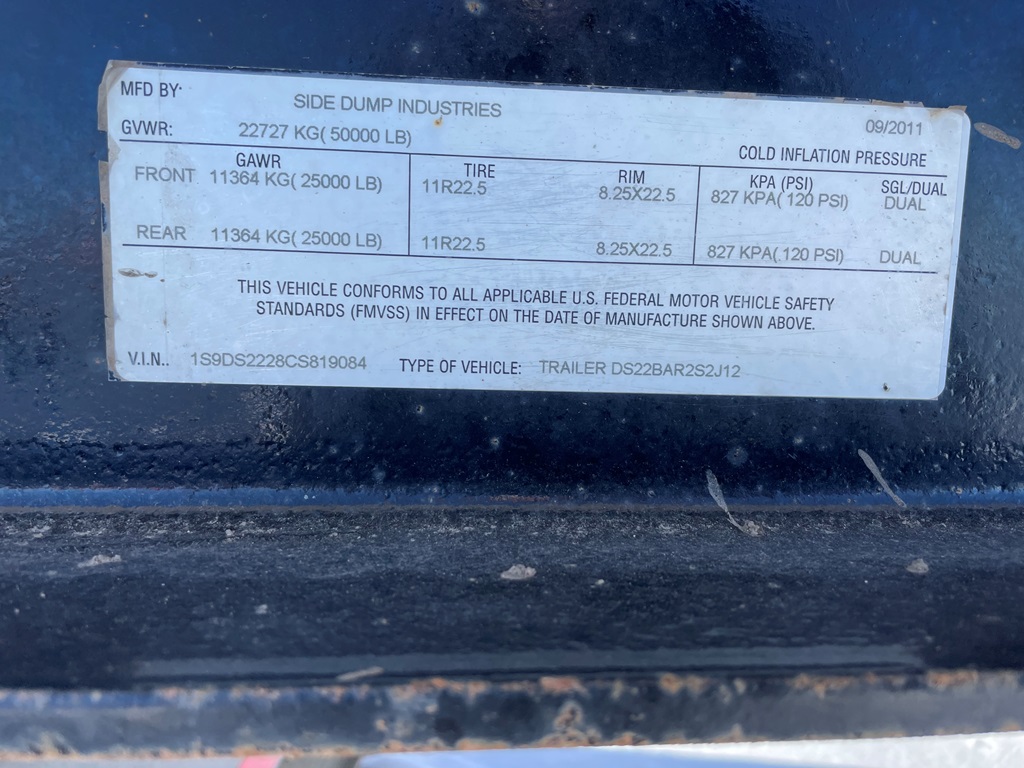 MFD BY: SIDE DUMP INDUSTRIES 09/2011
GVWR: 22727 KG( 50000 LB) COLD INFLATION PRESSURE
GAWR TIRE RIM KPA (PSI) SGL/DUAL
FRONT 11364 KG( 25000 LB) 11R22.5 8.25X22.5 827 KPA( 120 PSI) DUAL
REAR 11364 KG( 25000 LB) 11R22.5 8.25X22.5 827 KPA( 120 PSI) DUAL
THIS VEHICLE CONFORMS TO ALL APPLICABLE U.S. FEDERAL MOTOR VEHICLE SAFETY
STANDARDS (FMVSS) IN EFFECT ON THE DATE OF MANUFACTURE SHOWN ABOVE.
V.I.N.. 1S9DS2228CS819084 TYPE OF VEHICLE: TRAILER DS22BAR2S2J12